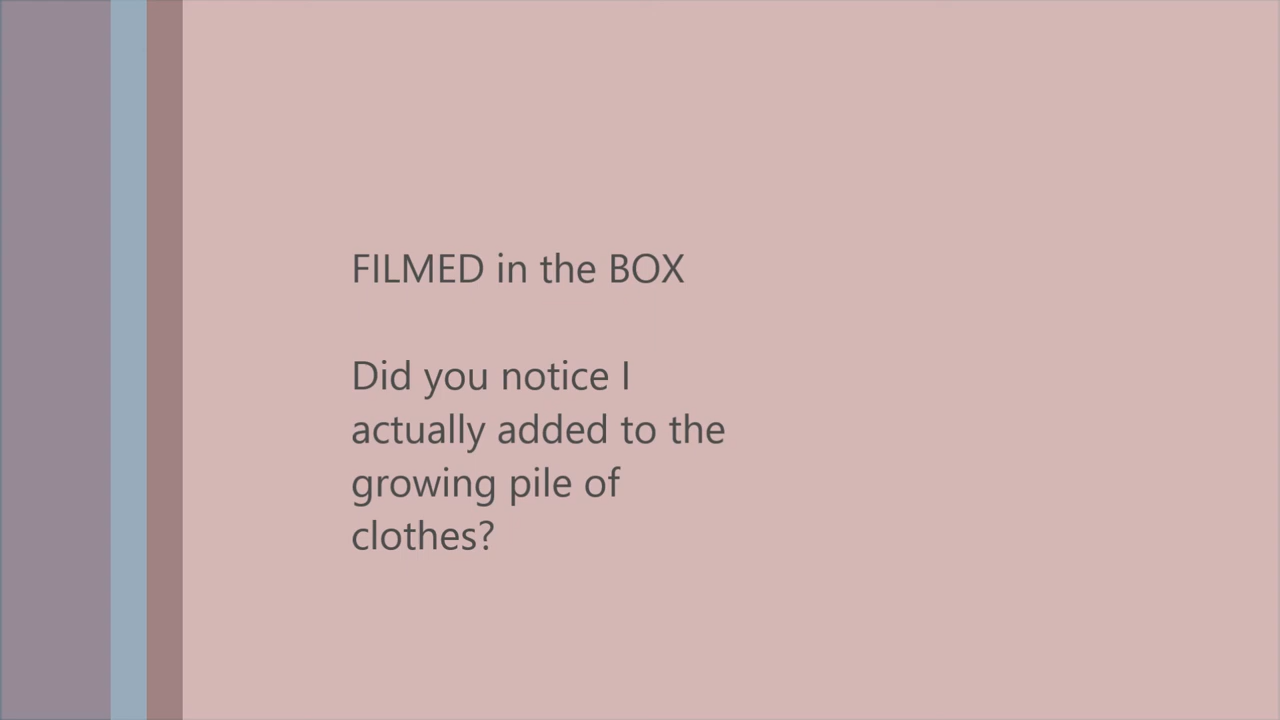 FILMED in the BOX
Did you notice I
actually added to the
growing pile of
clothes?